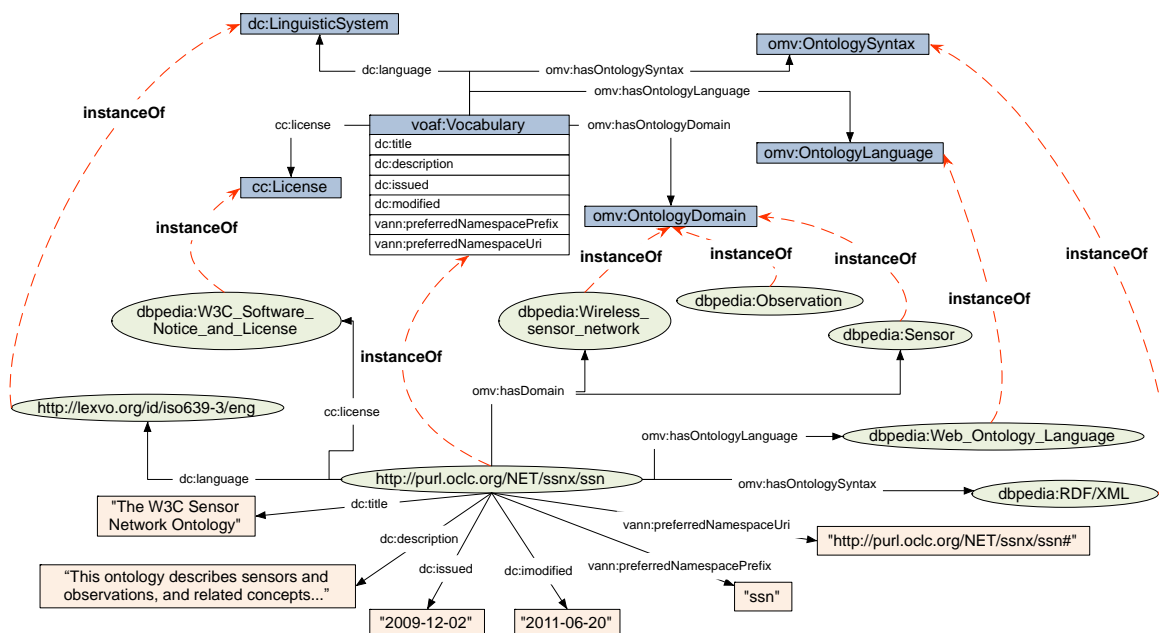 dc:LinguisticSystem
omv:OntologySyntax
dc:language
omv:hasOntologySyntax
omv:hasOntologyLanguage
instanceOf
cc:license
voaf:Vocabulary
omv:hasOntologyDomain
dc:title
dc:description
omv:OntologyLanguage
dc:issued
cc:License
dc:modified
vann:preferredNamespacePrefix
omv:OntologyDomain
vann:preferredNamespaceUri
instanceOf
instanceOf
instanceOf
instanceOf
instanceOf
dbpedia:W3C_Software_
Notice_and_License
dbpedia:Wireless_
sensor_network
dbpedia:Observation
dbpedia:Sensor
instanceOf
omv:hasDomain
http://lexvo.org/id/iso639-3/eng
cc:license
omv:hasOntologyLanguage
dbpedia:Web_Ontology_Language
dc:language
http://purl.oclc.org/NET/ssnx/ssn
omv:hasOntologySyntax
dbpedia:RDF/XML
"The W3C Sensor
Network Ontology"
dc:title
vann:preferredNamespaceUri
"http://purl.oclc.org/NET/ssnx/ssn#"
dc:description
dc:issued
dc:imodified
vann:preferredNamespacePrefix
“This ontology describes sensors and
observations, and related concepts...”
"ssn"
"2009-12-02"
"2011-06-20"